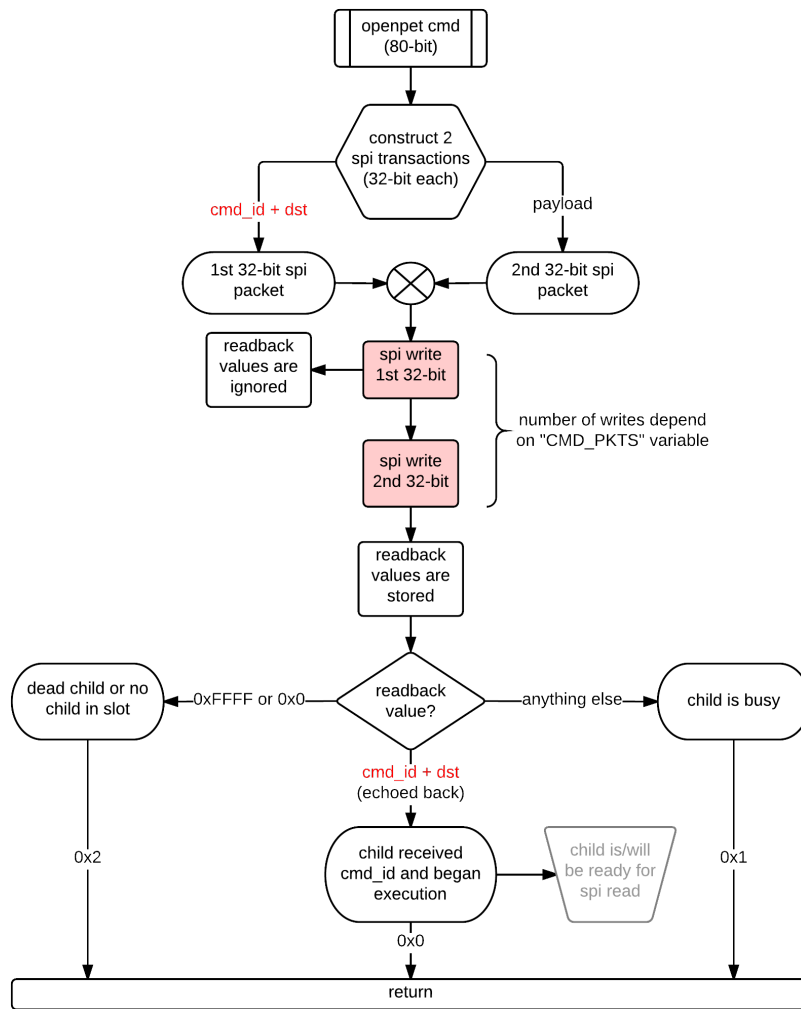 openpet cmd
(80-bit)
construct 2
spi transactions
(32-bit each)
cmd_id + dst
payload
1st 32-bit spi
packet
2nd 32-bit spi
packet
readback
values are
ignored
spi write
1st 32-bit
number of writes depend
on "CMD_PKTS" variable
spi write
2nd 32-bit
readback
values are
stored
dead child or no
child in slot
0xFFFF or 0x0
readback
value?
anything else
child is busy
cmd_id + dst
(echoed back)
0x2
child received
cmd_id and began
execution
child is/will
be ready for
spi read
0x1
0x0
return